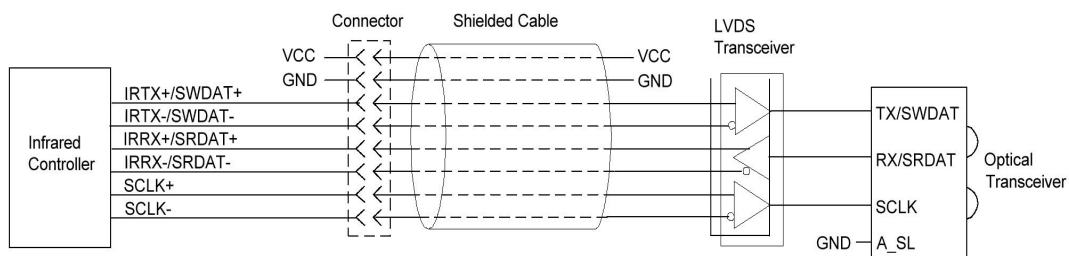 Connector
Shielded Cable
LVDS
Transceiver
VCC
VCC
GND
GND
Infrared
Controller
IRTX+/SWDAT+
IRTX-/SWDAT-
IRRX+/SRDAT+
IRRX-/SRDAT-
SCLK+
SCLK-
TX/SWDAT
RX/SRDAT
SCLK
GND
A_SL
Optical
Transceiver